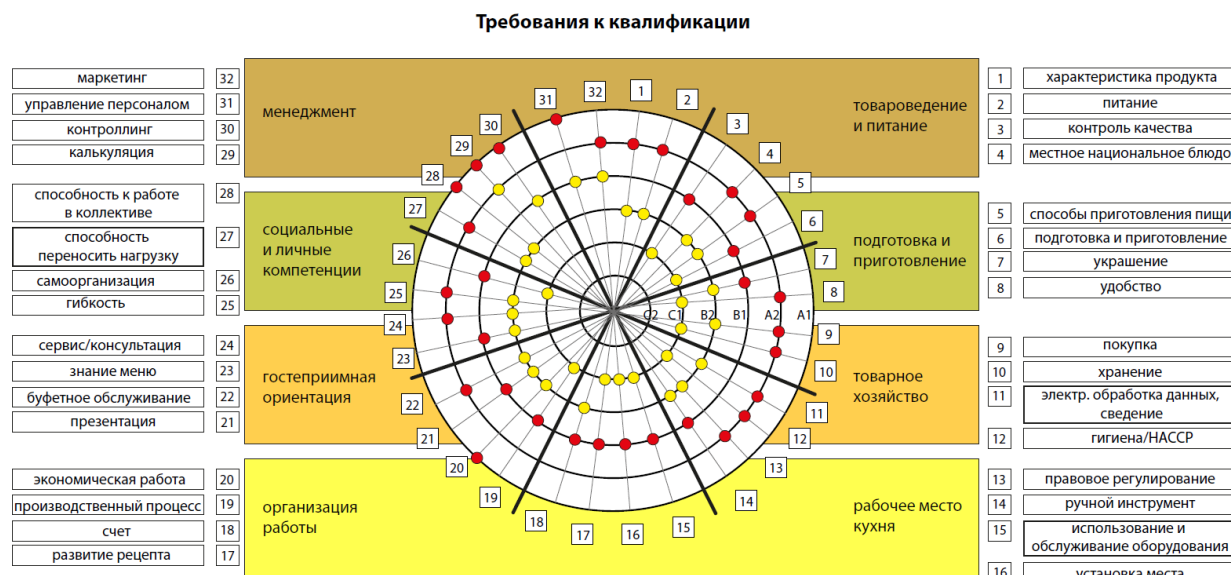 Требования к квалификации
маркетинг 32
управление персоналом 31
контроллинг 30
калькуляция 29
способность к работе
в коллективе 28
способность
переносить нагрузку 27
самоорганизация 26
гибкость 25
сервис/консультация 24
знание меню 23
буфетное обслуживание 22
презентация 21
экономическая работа 20
производственный процесс 19
счет 18
развитие рецепта 17
менеджмент
социальные
и личные
компетенции
гостеприимная
ориентация
организация
работы
31 32 1 2
30 3
29 4
28 5
27 6
26 7
25 8
C2 C1 B2 B1 A2 A1
24 9
23 10
22 11
21 12
20 13
19 14
18 17 16 15
товароведение
и питание
подготовка и
приготовление
товарное
хозяйство
рабочее место
кухня
1 характеристика продукта
2 питание
3 контроль качества
4 местное национальное блюдо
5 способы приготовления пищи
6 подготовка и приготовление
7 украшение
8 удобство
9 покупка
10 хранение
11 электр. обработка данных,
сведение
12 гигиена/НАССР
13 правовое регулирование
14 ручной инструмент
15 использование и
обслуживание оборудования
16 установка места